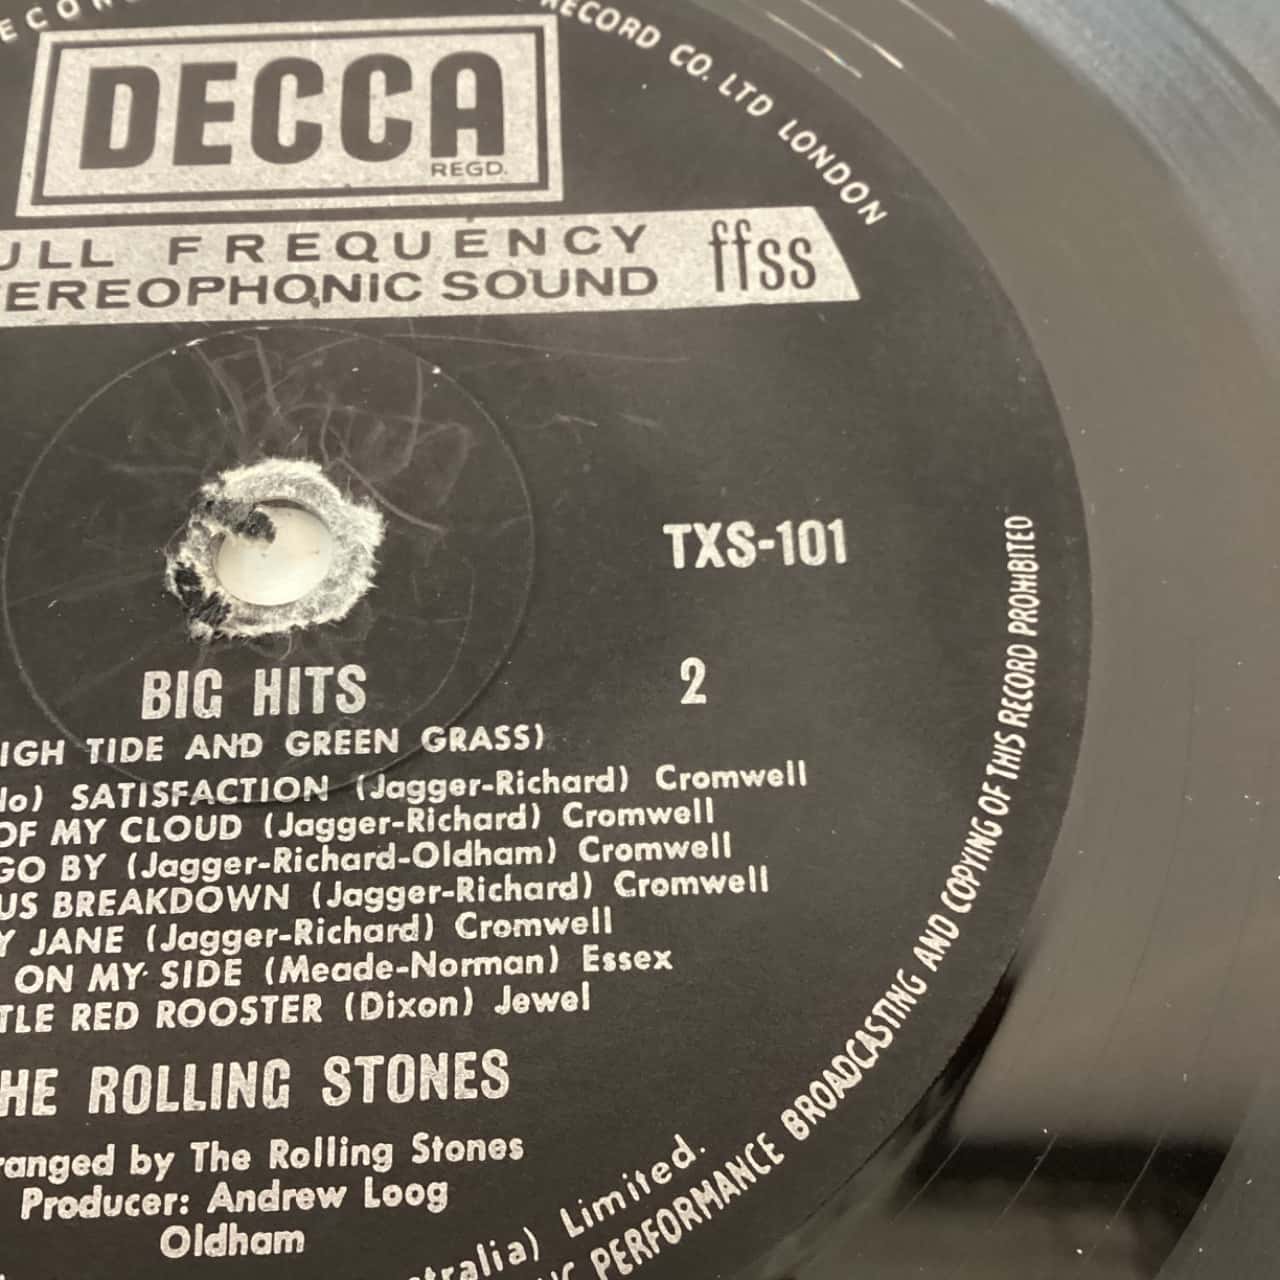 RECORD CO. LTD LONDON
DECCA
REGD.
ULL FREQUENCY
TEREOPHONIC SOUND ffss
TXS-101
BIG HITS 2
IGH TIDE AND GREEN GRASS)
No) SATISFACTION (Jagger-Richard) Cromwell
OF MY CLOUD (Jagger-Richard) Cromwell
GO BY (Jagger-Richard-Oldham) Cromwell
US BREAKDOWN (Jagger-Richard) Cromwell
Y JANE (Jagger-Richard) Cromwell
ON MY SIDE (Meade-Norman) Essex
TLE RED ROOSTER (Dixon) Jewel
HE ROLLING STONES
ranged by The Rolling Stones
Producer: Andrew Loog
Oldham
tralia) Limited.
PERFORMANCE BROADCASTING AND COPYING OF THIS RECORD PROHIBITED